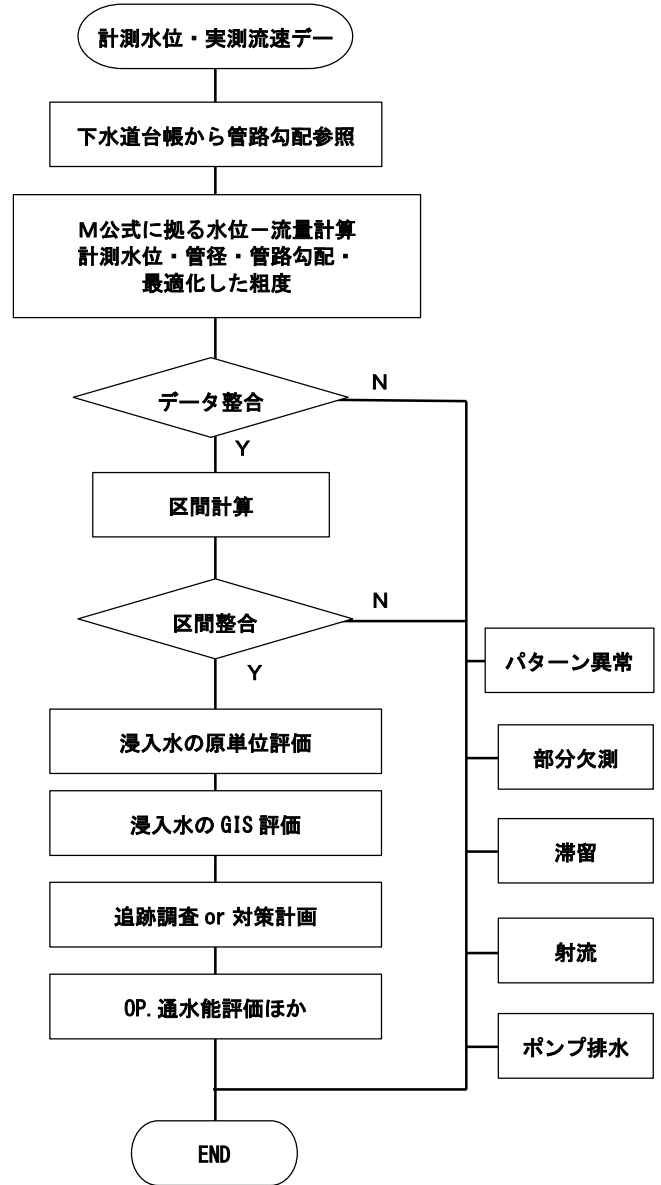 計測水位・実測流速デー
下水道台帳から管路勾配参照
M公式に拠る水位－流量計算
計測水位・管径・管路勾配・
最適化した粗度
データ整合
N
Y
区間計算
区間整合
N
Y
浸入水の原単位評価
浸入水の GIS 評価
追跡調査 or 対策計画
OP. 通水能評価ほか
END
パターン異常
部分欠測
滞留
射流
ポンプ排水